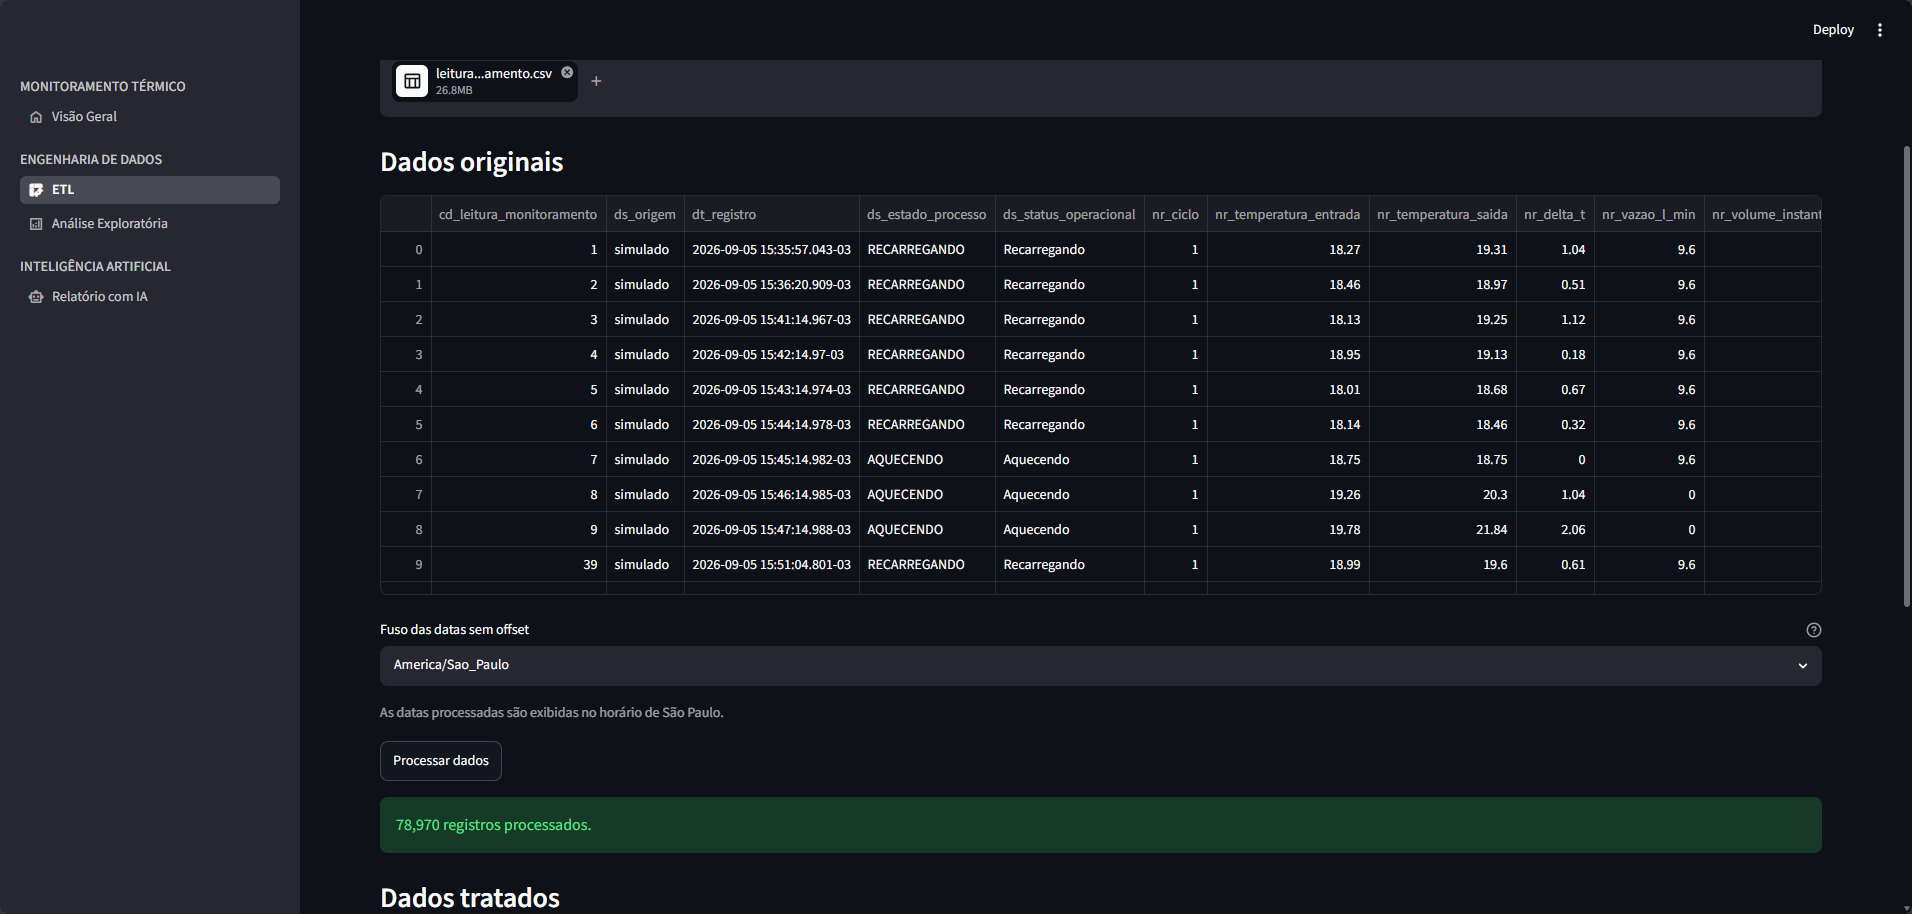 Deploy
MONITORAMENTO TÉRMICO
Visão Geral
ENGENHARIA DE DADOS
ETL
Análise Exploratória
INTELIGÊNCIA ARTIFICIAL
Relatório com IA
leitura...amento.csv
26.8MB
Dados originais
cd_leitura_monitoramento ds_origem dt_registro ds_estado_processo ds_status_operacional nr_ciclo nr_temperatura_entrada nr_temperatura_saida nr_delta_t nr_vazao_l_min nr_volume_instant
0 1 simulado 2026-09-05 15:35:57.043-03 RECARREGANDO Recarregando 1 18.27 19.31 1.04 9.6
1 2 simulado 2026-09-05 15:36:20.909-03 RECARREGANDO Recarregando 1 18.46 18.97 0.51 9.6
2 3 simulado 2026-09-05 15:41:14.967-03 RECARREGANDO Recarregando 1 18.13 19.25 1.12 9.6
3 4 simulado 2026-09-05 15:42:14.97-03 RECARREGANDO Recarregando 1 18.95 19.13 0.18 9.6
4 5 simulado 2026-09-05 15:43:14.974-03 RECARREGANDO Recarregando 1 18.01 18.68 0.67 9.6
5 6 simulado 2026-09-05 15:44:14.978-03 RECARREGANDO Recarregando 1 18.14 18.46 0.32 9.6
6 7 simulado 2026-09-05 15:45:14.982-03 AQUECENDO Aquecendo 1 18.75 18.75 0 9.6
7 8 simulado 2026-09-05 15:46:14.985-03 AQUECENDO Aquecendo 1 19.26 20.3 1.04 0
8 9 simulado 2026-09-05 15:47:14.988-03 AQUECENDO Aquecendo 1 19.78 21.84 2.06 0
9 39 simulado 2026-09-05 15:51:04.801-03 RECARREGANDO Recarregando 1 18.99 19.6 0.61 9.6
Fuso das datas sem offset
America/Sao_Paulo
As datas processadas são exibidas no horário de São Paulo.
Processar dados
78,970 registros processados.
Dados tratados